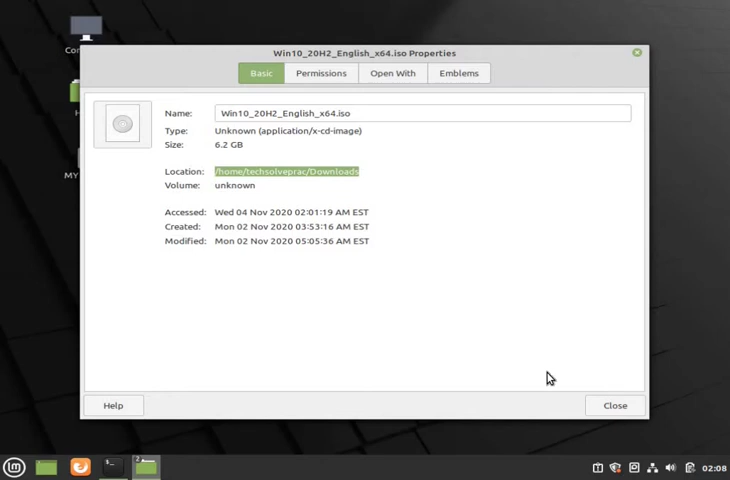 Con
H
MY
Win10_20H2_English_x64.iso Properties
Basic
Permissions
Open With
Emblems
Name: Win10_20H2_English_x64.iso
Type: Unknown (application/x-cd-image)
Size: 6.2 GB
Location: /home/techsolveprac/Downloads
Volume: unknown
Accessed: Wed 04 Nov 2020 02:01:19 AM EST
Created: Mon 02 Nov 2020 03:53:16 AM EST
Modified: Mon 02 Nov 2020 05:05:36 AM EST
Help
Close
2
02:08